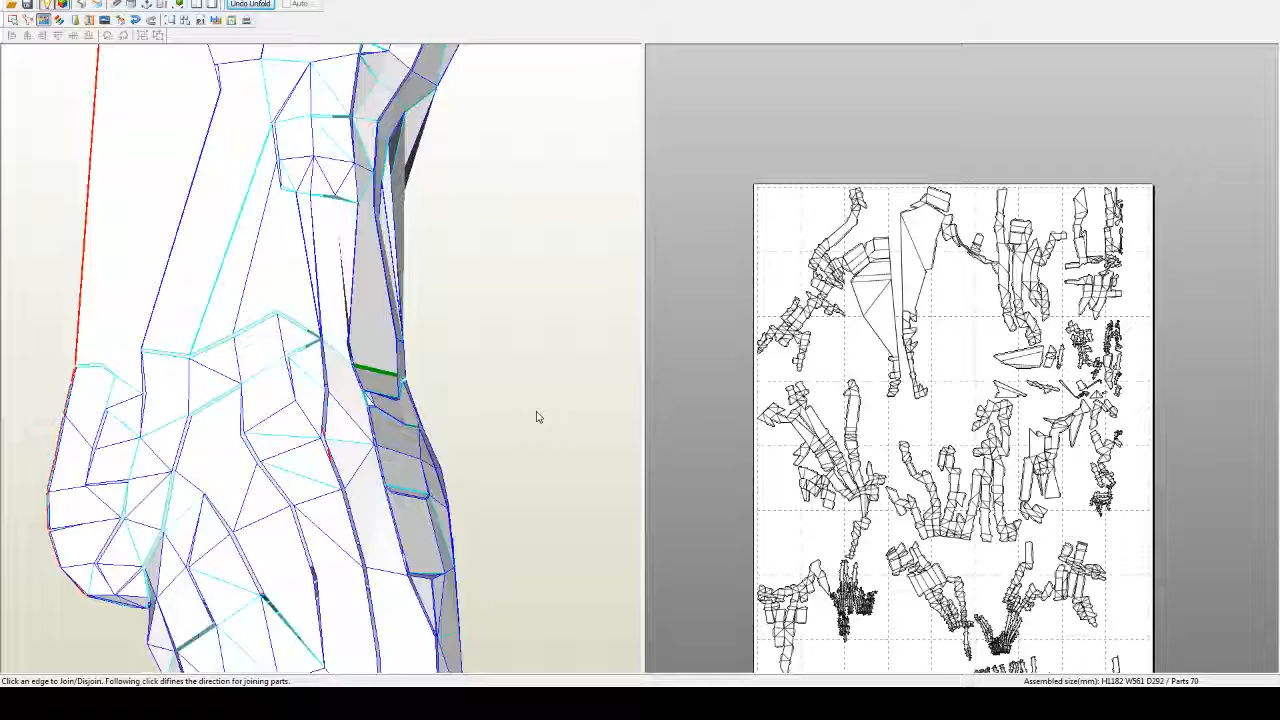 Undo Unfold
Auto
Click an edge to Join/Disjoin. Following click difines the direction for joining parts.
Assembled size(mm): H1182 W561 D292 / Parts 70